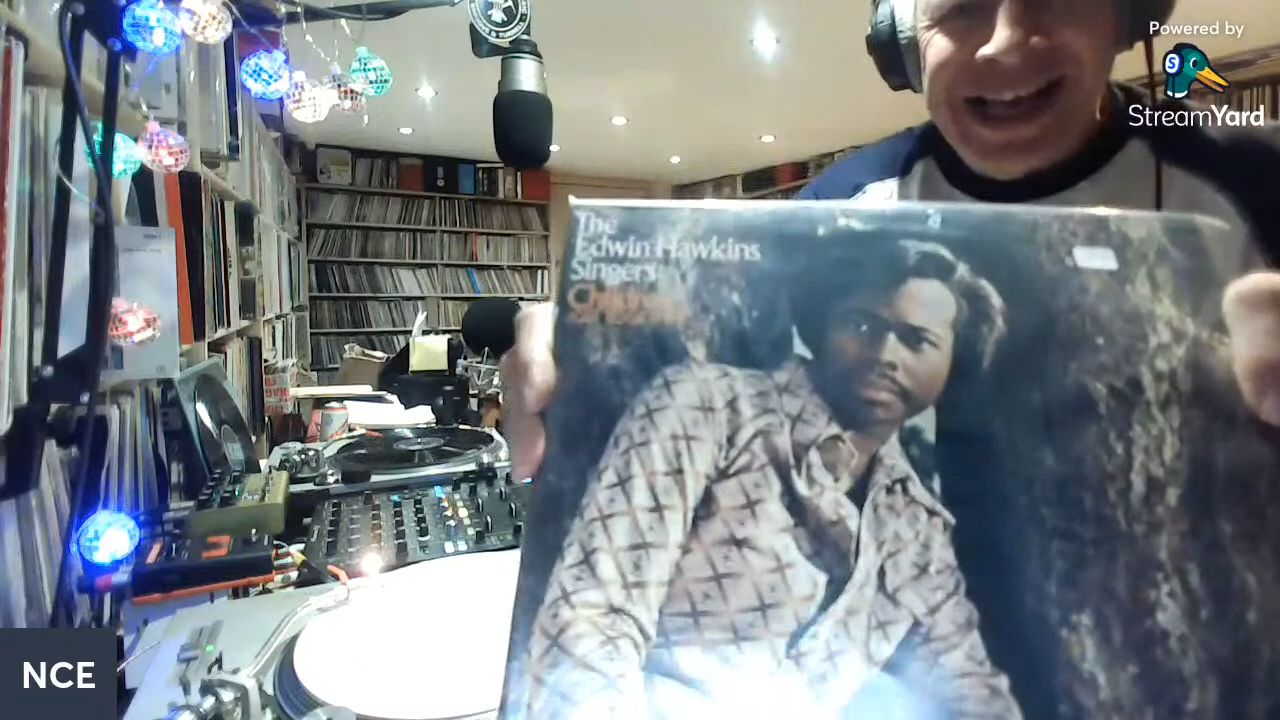 Powered by
StreamYard
The
Edwin Hawkins
Singers
NCE